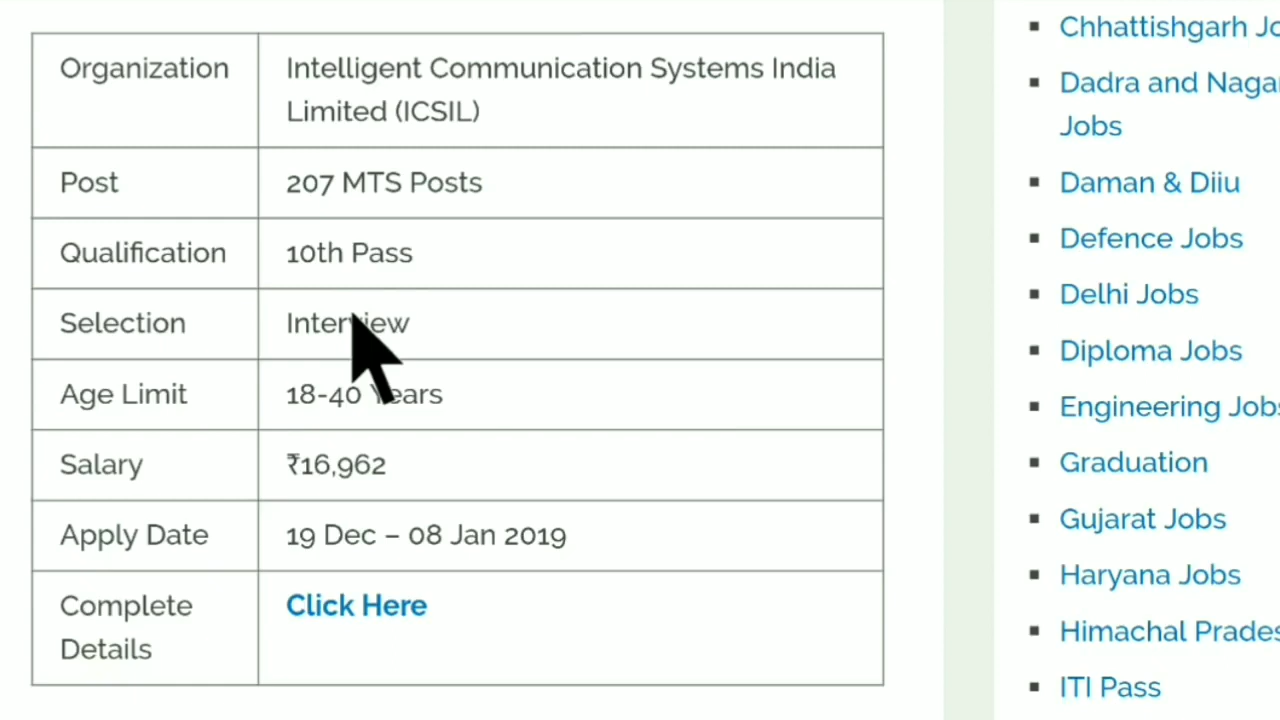 Organization
Intelligent Communication Systems India
Limited (ICSIL)
Post
207 MTS Posts
Qualification
10th Pass
Selection
Interview
Age Limit
18-40 Years
Salary
₹16,962
Apply Date
19 Dec – 08 Jan 2019
Complete
Details
Click Here
Chhattishgarh
Dadra and
Jobs
Daman & Diiu
Defence Jobs
Delhi Jobs
Diploma Jobs
Engineering Jobs
Graduation
Gujarat Jobs
Haryana Jobs
Himachal
ITI Pass